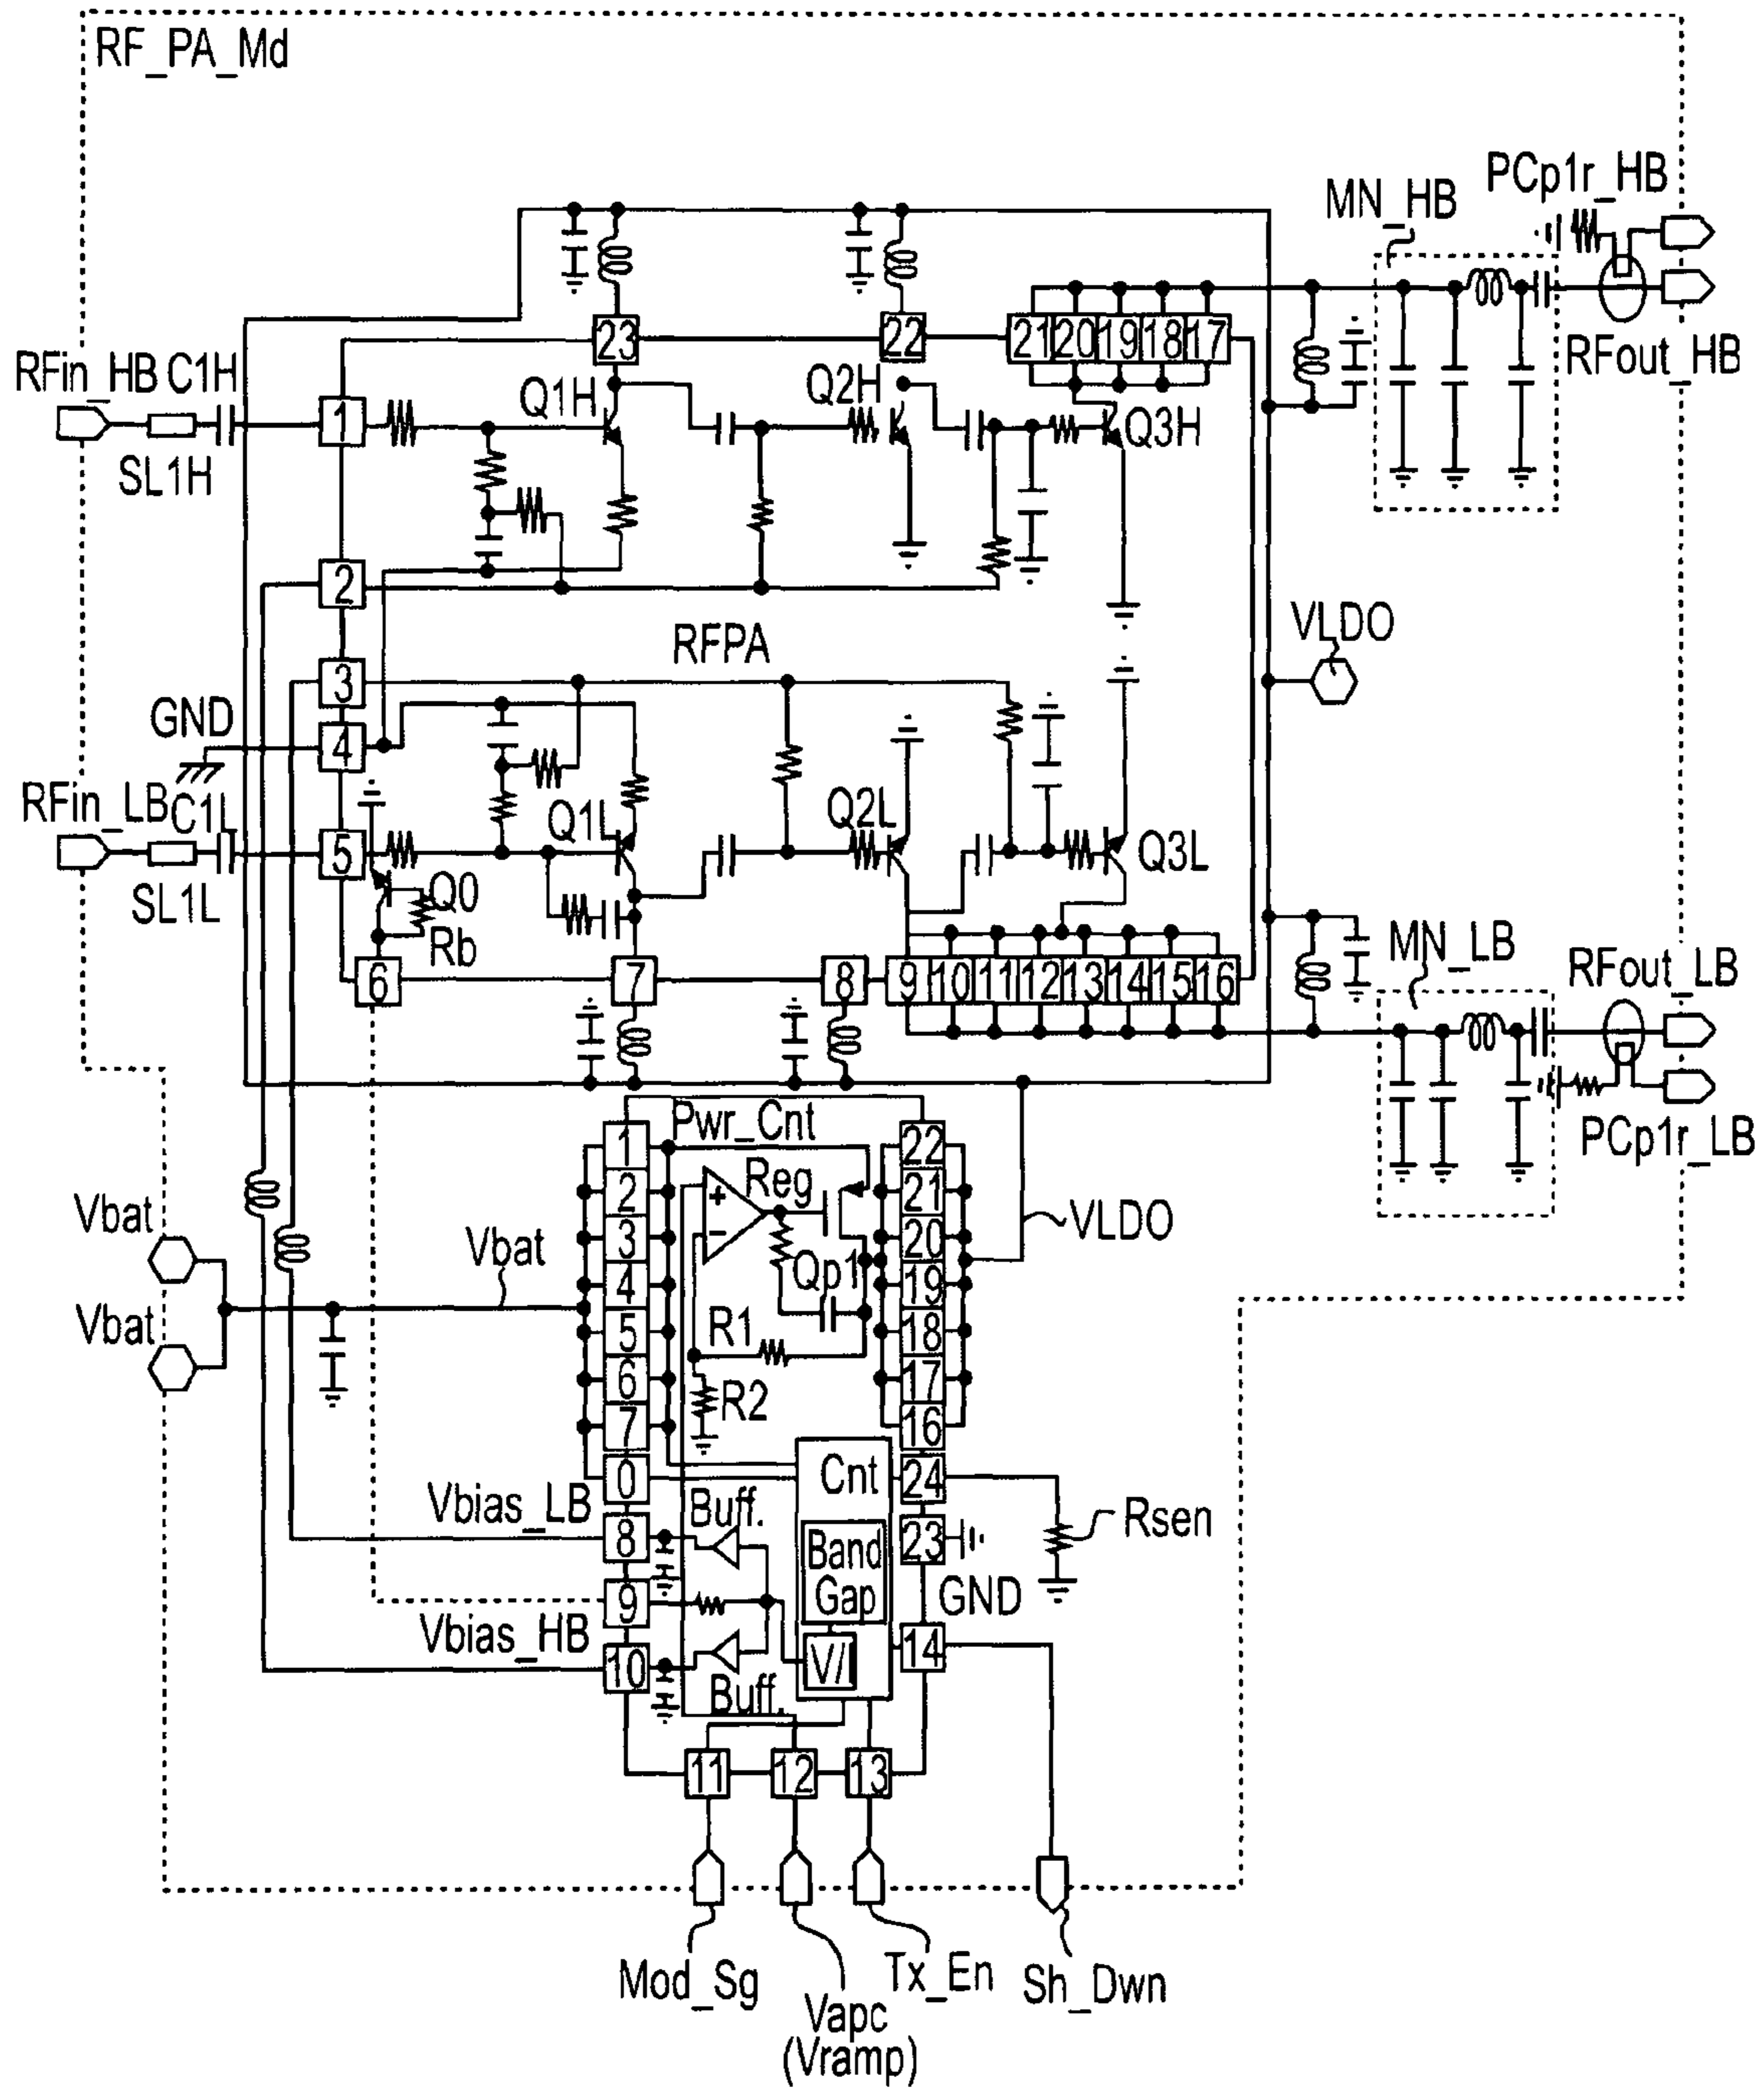 RF_PA_Md
PCp1r_HB
MN_HB
23
22
21 20 19 18 17
RFin_HB C1H
RFout_HB
Q1H
Q2H
Q3H
1
SL1H
2
RFPA
VLDO
3
GND
4
RFin_LB C1L
Q1L
Q2L
Q3L
5
SL1L
Q0
Rb
MN_LB
RFout_LB
6
7
8
9 10 11 12 13 14 15 16
PCp1r_LB
Pwr_Cnt
1
22
Reg
+
2
21
Vbat
Vbat
-
3
20
VLDO
Qp1
4
19
Vbat
R1
5
18
6
R2
17
7
16
0
Cnt
24
Vbias_LB
Buff.
Rsen
8
Band
Gap
23
GND
9
Vbias_HB
10
V/I
14
Buff.
11
12
13
Mod_Sg
Vapc
(Vramp)
Tx_En
Sh_Dwn